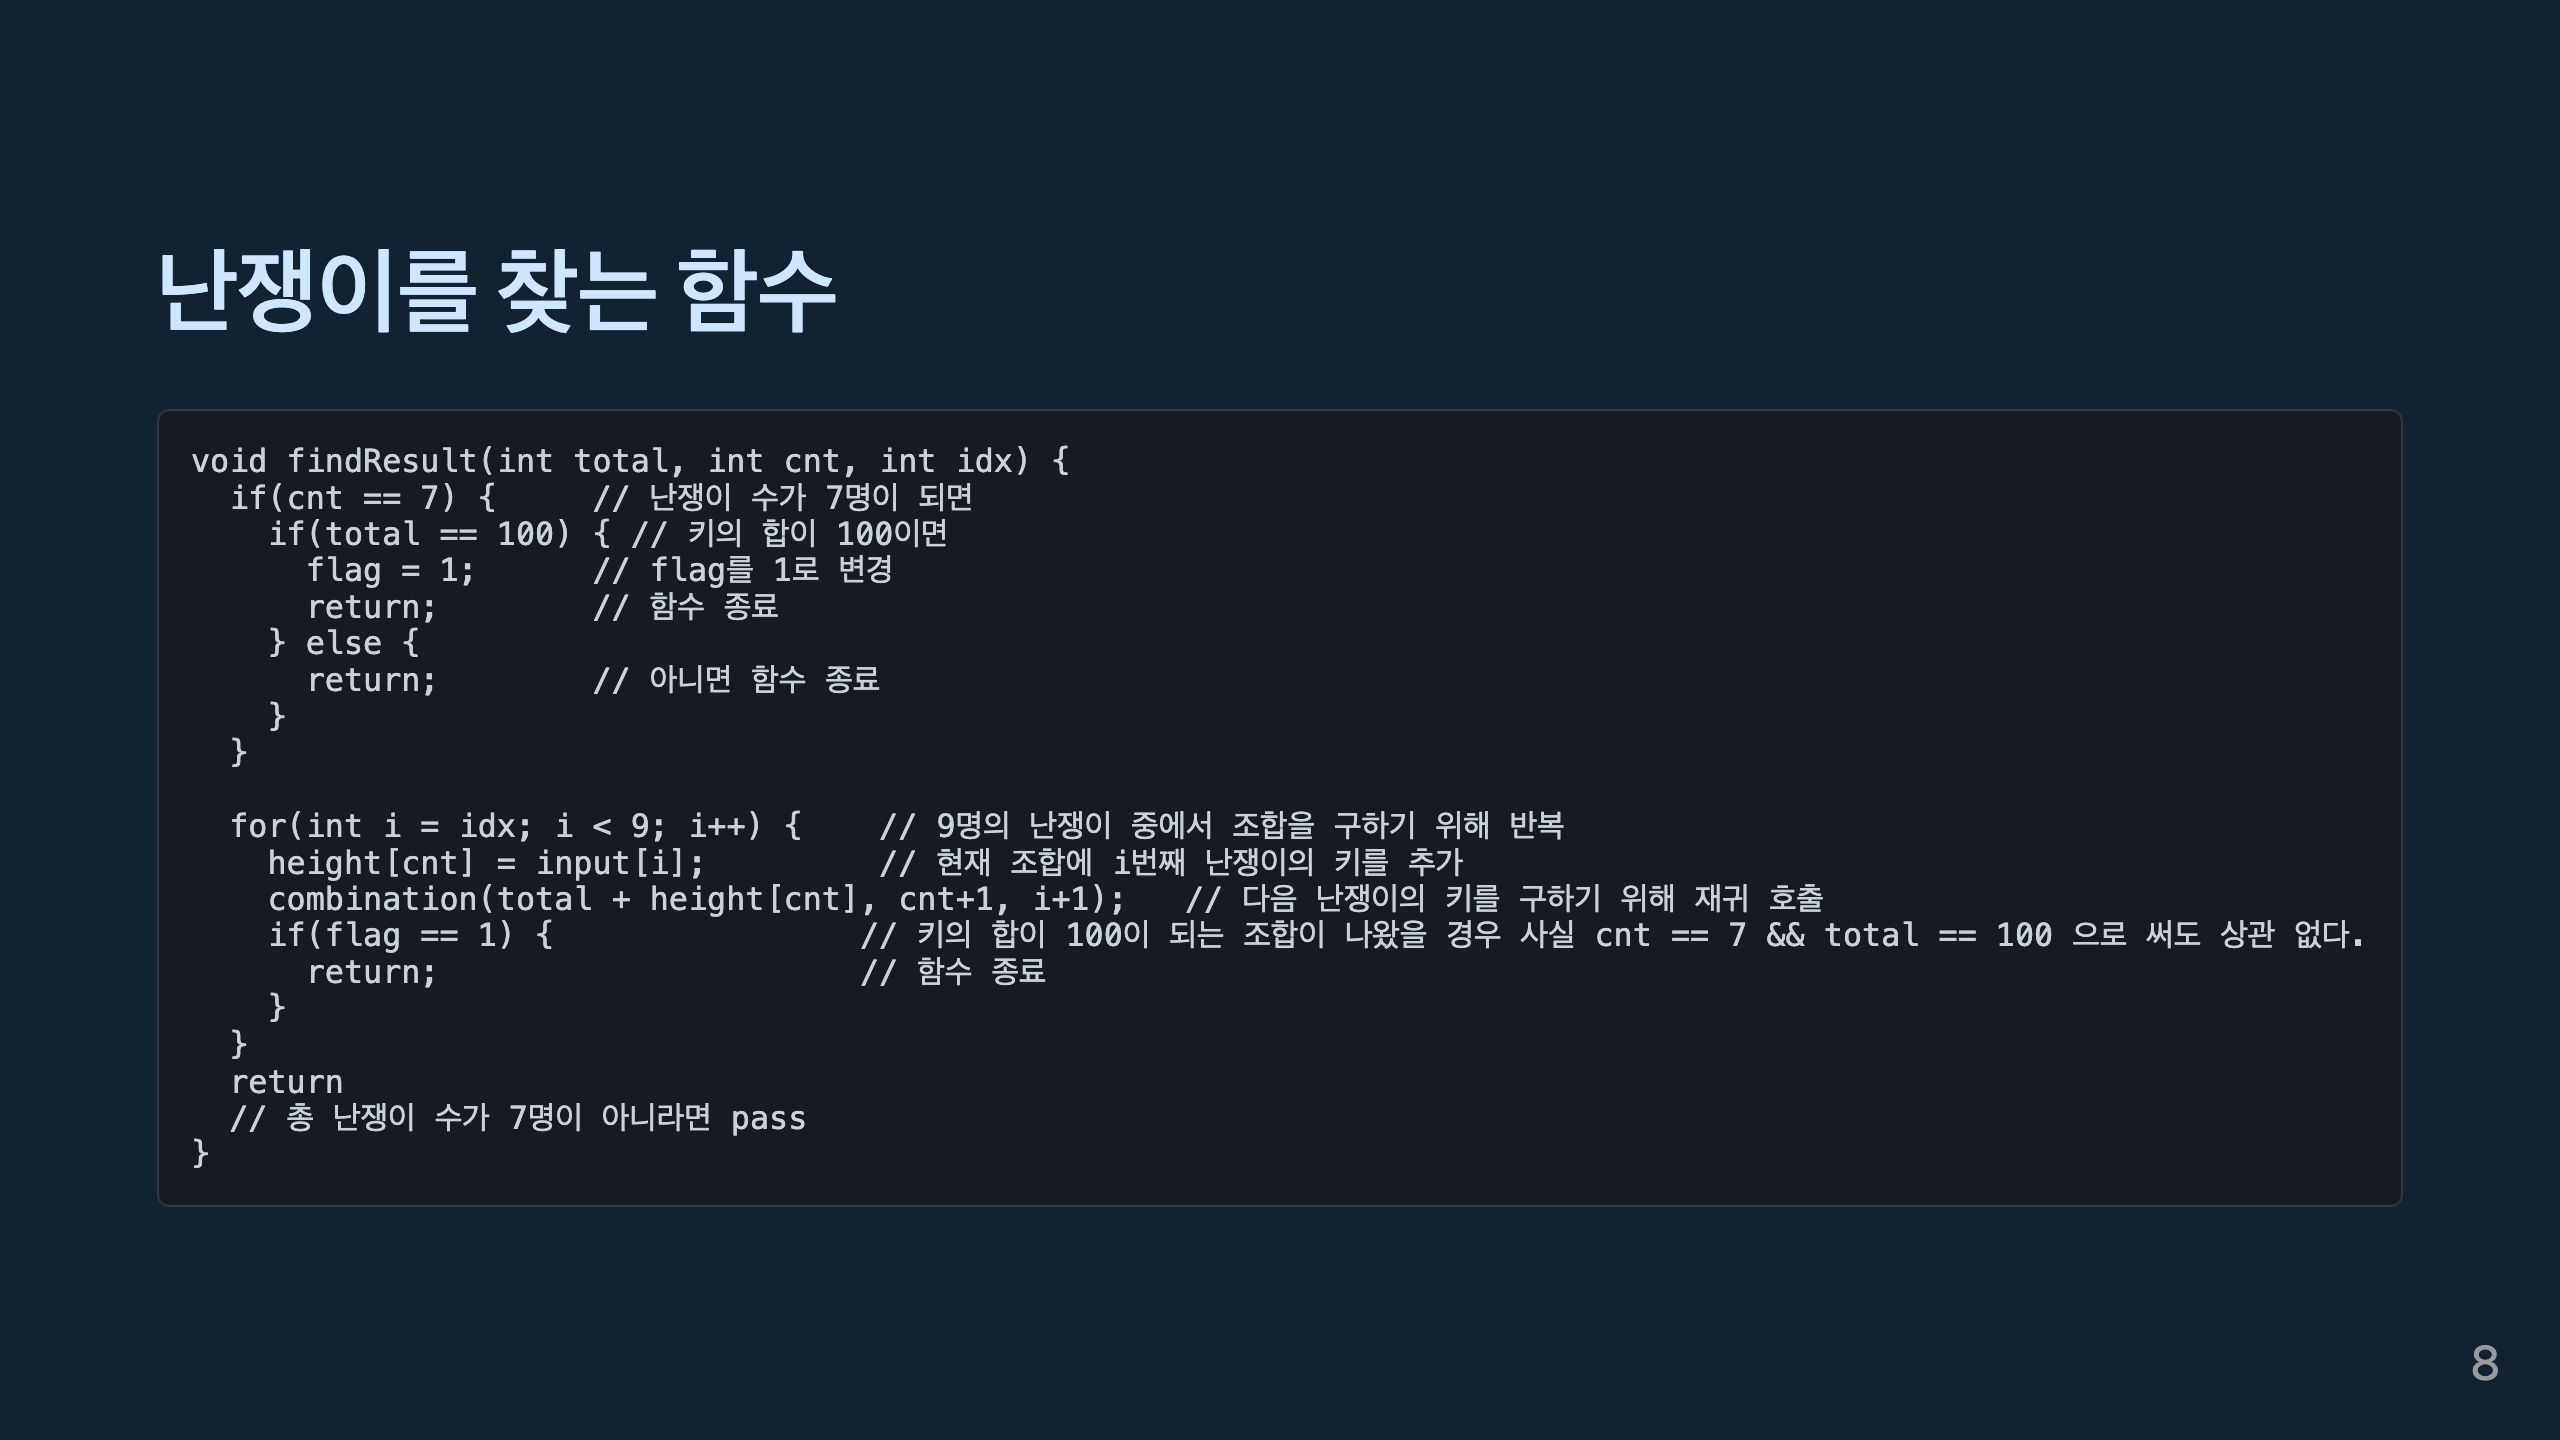 난쟁이를 찾는 함수
void findResult(int total, int cnt, int idx) {
  if(cnt == 7) {     // 난쟁이 수가 7명이 되면
    if(total == 100) { // 키의 합이 100이면
      flag = 1;      // flag를 1로 변경
      return;        // 함수 종료
    } else {
      return;        // 아니면 함수 종료
    }
  }

  for(int i = idx; i < 9; i++) {    // 9명의 난쟁이 중에서 조합을 구하기 위해 반복
    height[cnt] = input[i];         // 현재 조합에 i번째 난쟁이의 키를 추가
    combination(total + height[cnt], cnt+1, i+1);   // 다음 난쟁이의 키를 구하기 위해 재귀 호출
    if(flag == 1) {                // 키의 합이 100이 되는 조합이 나왔을 경우 사실 cnt == 7 && total == 100 으로 써도 상관 없다.
      return;                      // 함수 종료
    }
  }
  return
  // 총 난쟁이 수가 7명이 아니라면 pass
}
8